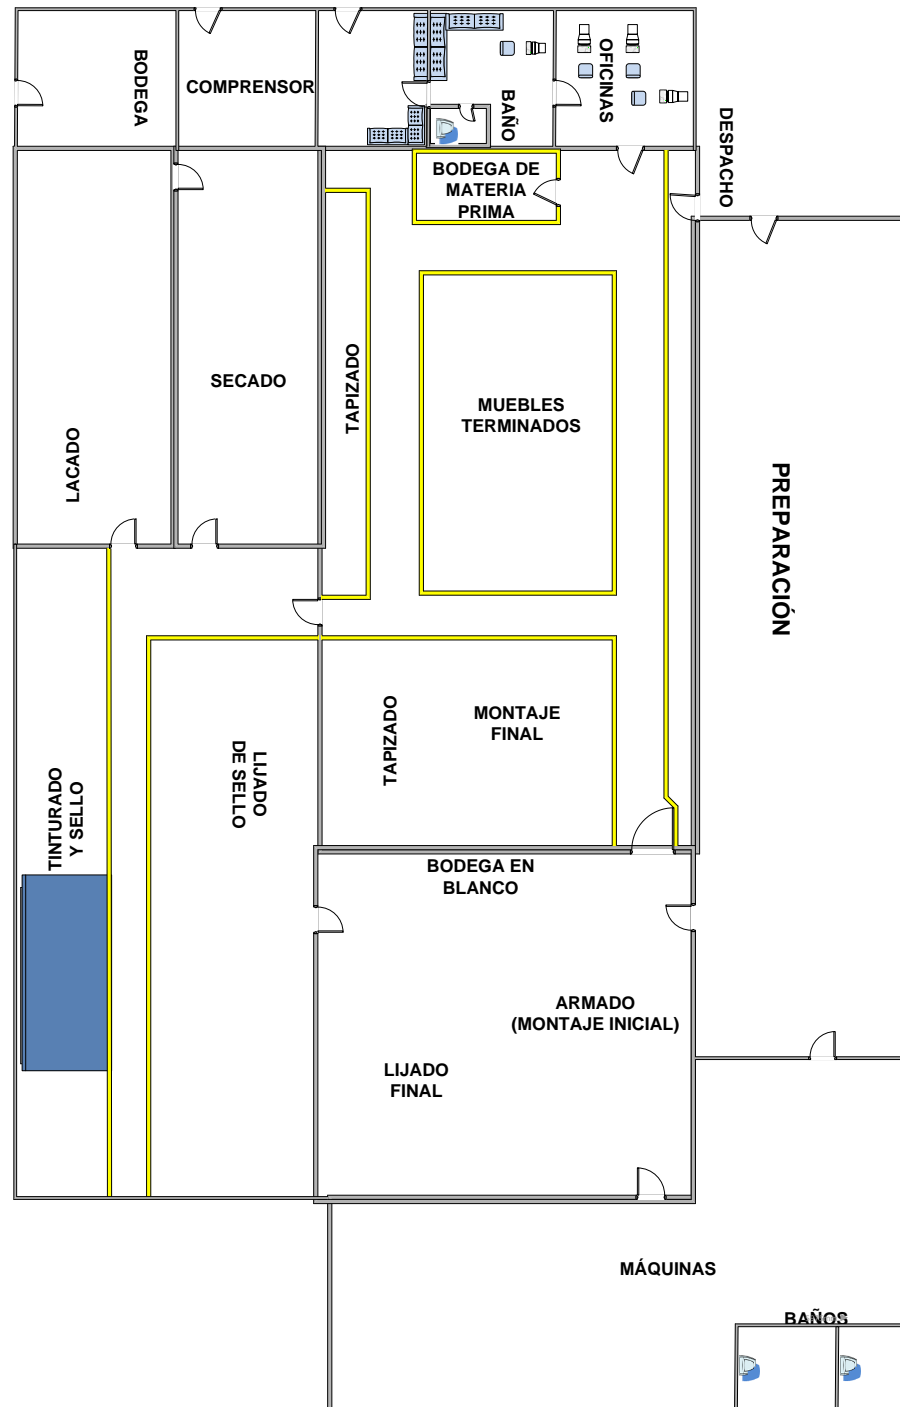 BODEGA
COMPRENSOR
BAÑO
OFICINAS
DESPACHO
BODEGA DE
MATERIA
PRIMA
TAPIZADO
SECADO
LACADO
MUEBLES
TERMINADOS
PREPARACIÓN
TAPIZADO
MONTAJE
FINAL
LIJADO
DE SELLO
TINTURADO
Y SELLO
BODEGA EN
BLANCO
ARMADO
(MONTAJE INICIAL)
LIJADO
FINAL
MÁQUINAS
BAÑOS